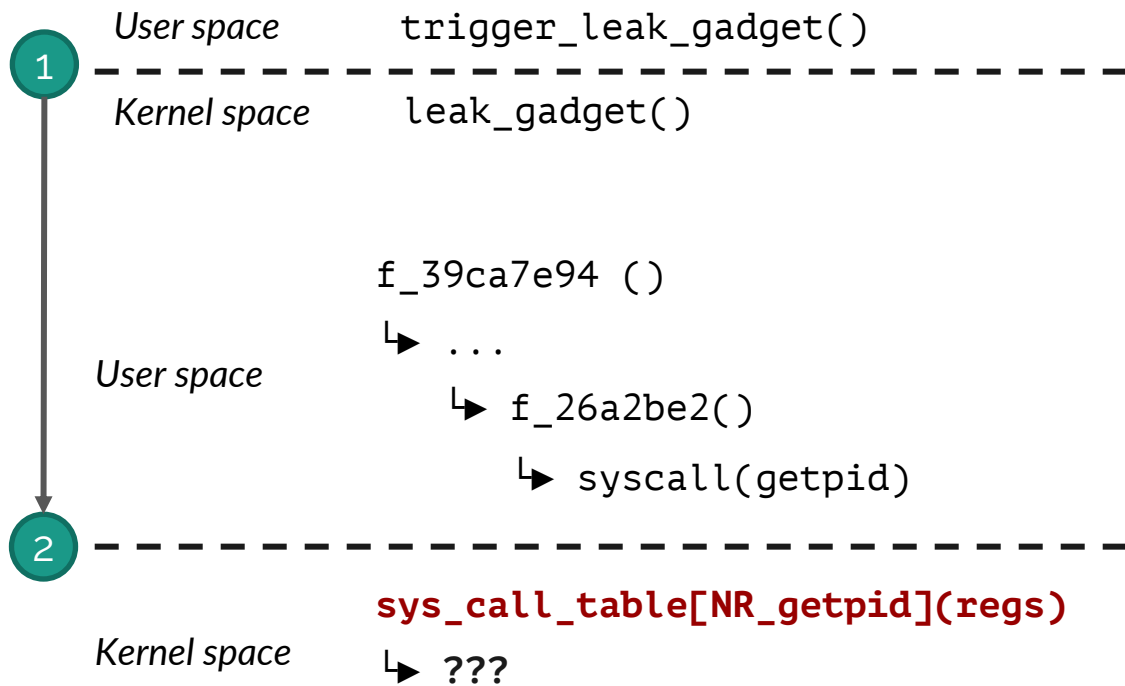 User space trigger_leak_gadget()
1
Kernel space leak_gadget()
f_39ca7e94 ()
...
User space
f_26a2be2()
syscall(getpid)
2
sys_call_table[NR_getpid](regs)
Kernel space
???